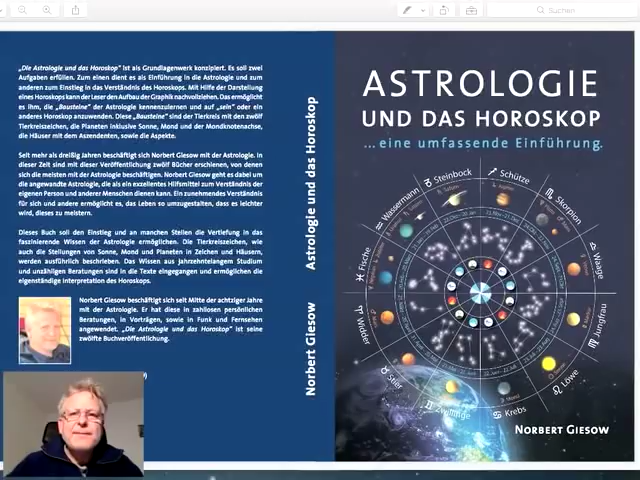 Suchen
„Die Astrologie und das Horoskop" ist als Grundlagenwerk konzipiert. Es soll zwei
Aufgaben erfüllen. Zum einen dient es als Einführung in die Astrologie und zum
anderen zum Einstieg in das Verständnis des Horoskops. Mit Hilfe der Darstellung
eines Horoskops kann der Leser den Aufbau der Graphik nachvollziehen. Das ermöglicht
es ihm, die „Bausteine" der Astrologie kennenzulernen und auf „sein" oder ein
anderes Horoskop anzuwenden. Diese „Bausteine" sind der Tierkreis mit den zwölf
Tierkreiszeichen, die Planeten inklusive Sonne, Mond und der Mondknotenachse,
die Häuser mit dem Aszendenten, sowie die Aspekte.
Seit mehr als dreißig Jahren beschäftigt sich Norbert Giesow mit der Astrologie. In
dieser Zeit sind mit dieser Veröffentlichung zwölf Bücher erschienen, von denen
sich die meisten mit der Astrologie beschäftigen. Norbert Giesow geht es dabei um
die angewandte Astrologie, die als ein exzellentes Hilfsmittel zum Verständnis der
eigenen Person und anderer Menschen dienen kann. Ein zunehmendes Verständnis
für sich und andere ermöglicht es, das Leben so umzugestalten, dass es leichter
wird, dieses zu meistern.
Dieses Buch soll den Einstieg und an manchen Stellen die Vertiefung in das
faszinierende Wissen der Astrologie ermöglichen. Die Tierkreiszeichen, wie
auch die Stellungen von Sonne, Mond und Planeten in Zeichen und Häusern,
werden ausführlich beschrieben. Das Wissen aus jahrzehntelangem Studium
und unzähligen Beratungen sind in die Texte eingegangen und ermöglichen die
eigenständige Interpretation des Horoskops.
Norbert Giesow beschäftigt sich seit Mitte der achtziger Jahre
mit der Astrologie. Er hat diese in zahllosen persönlichen
Beratungen, in Vorträgen, sowie in Funk und Fernsehen
angewendet. „Die Astrologie und das Horoskop" ist seine
zwölfte Buchveröffentlichung.
Norbert Giesow Astrologie und das Horoskop
ASTROLOGIE
UND DAS HOROSKOP
...eine umfassende Einführung.
Steinbock
Schütze
Skorpion
Waage
Jungfrau
Löwe
Krebs
Zwillinge
Stier
Widder
Fische
Wassermann
NORBERT GIESOW